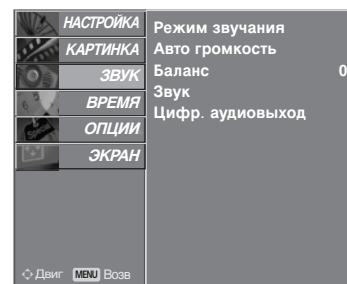 НАСТРОЙКА
КАРТИНКА
ЗВУК
ВРЕМЯ
ОПЦИИ
ЭКРАН
Режим звучания
Авто громкость
Баланс 0
Звук
Цифр. аудиовыход
Двиг MENU Возв